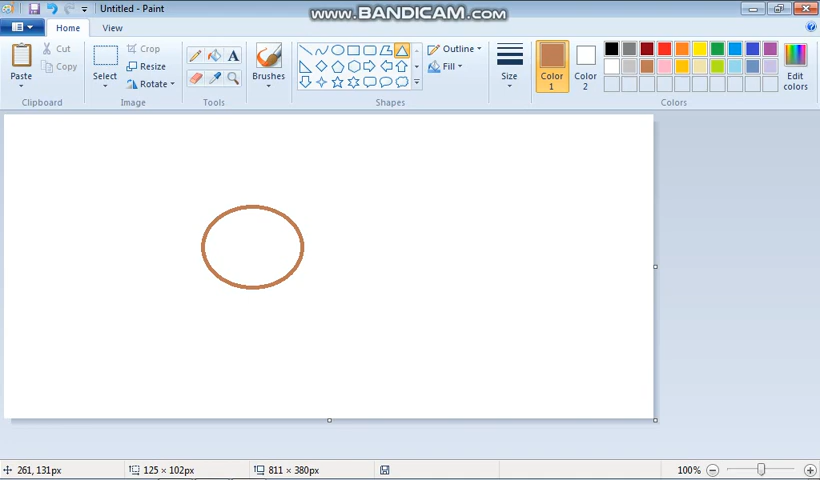 Untitled - Paint
www.BANDICAM.com
Home
View
Paste
Cut
Copy
Clipboard
Select
Crop
Resize
Rotate
Image
A
Tools
Brushes
Shapes
Outline
Fill
Size
Color
1
Color
2
Edit
colors
Colors
261, 131px
125 × 102px
811 × 380px
100%